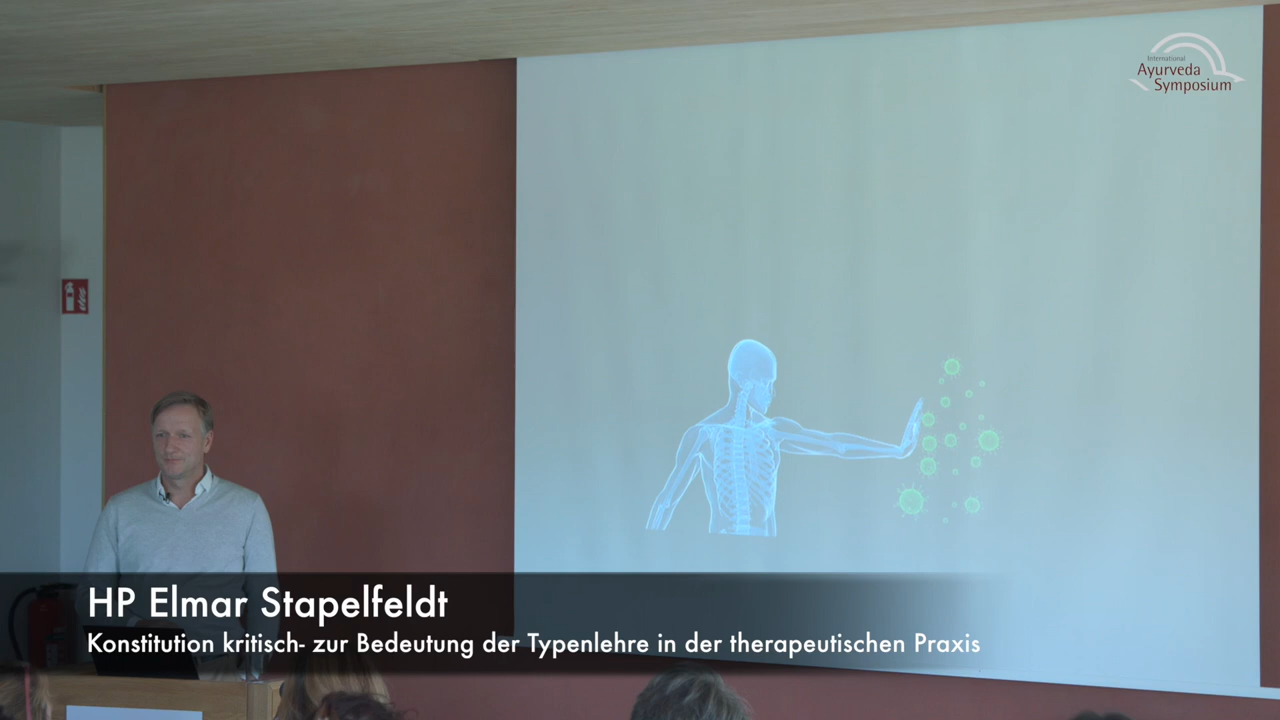 International
Ayurveda
Symposium
HP Elmar Stapelfeldt
Konstitution kritisch- zur Bedeutung der Typenlehre in der therapeutischen Praxis